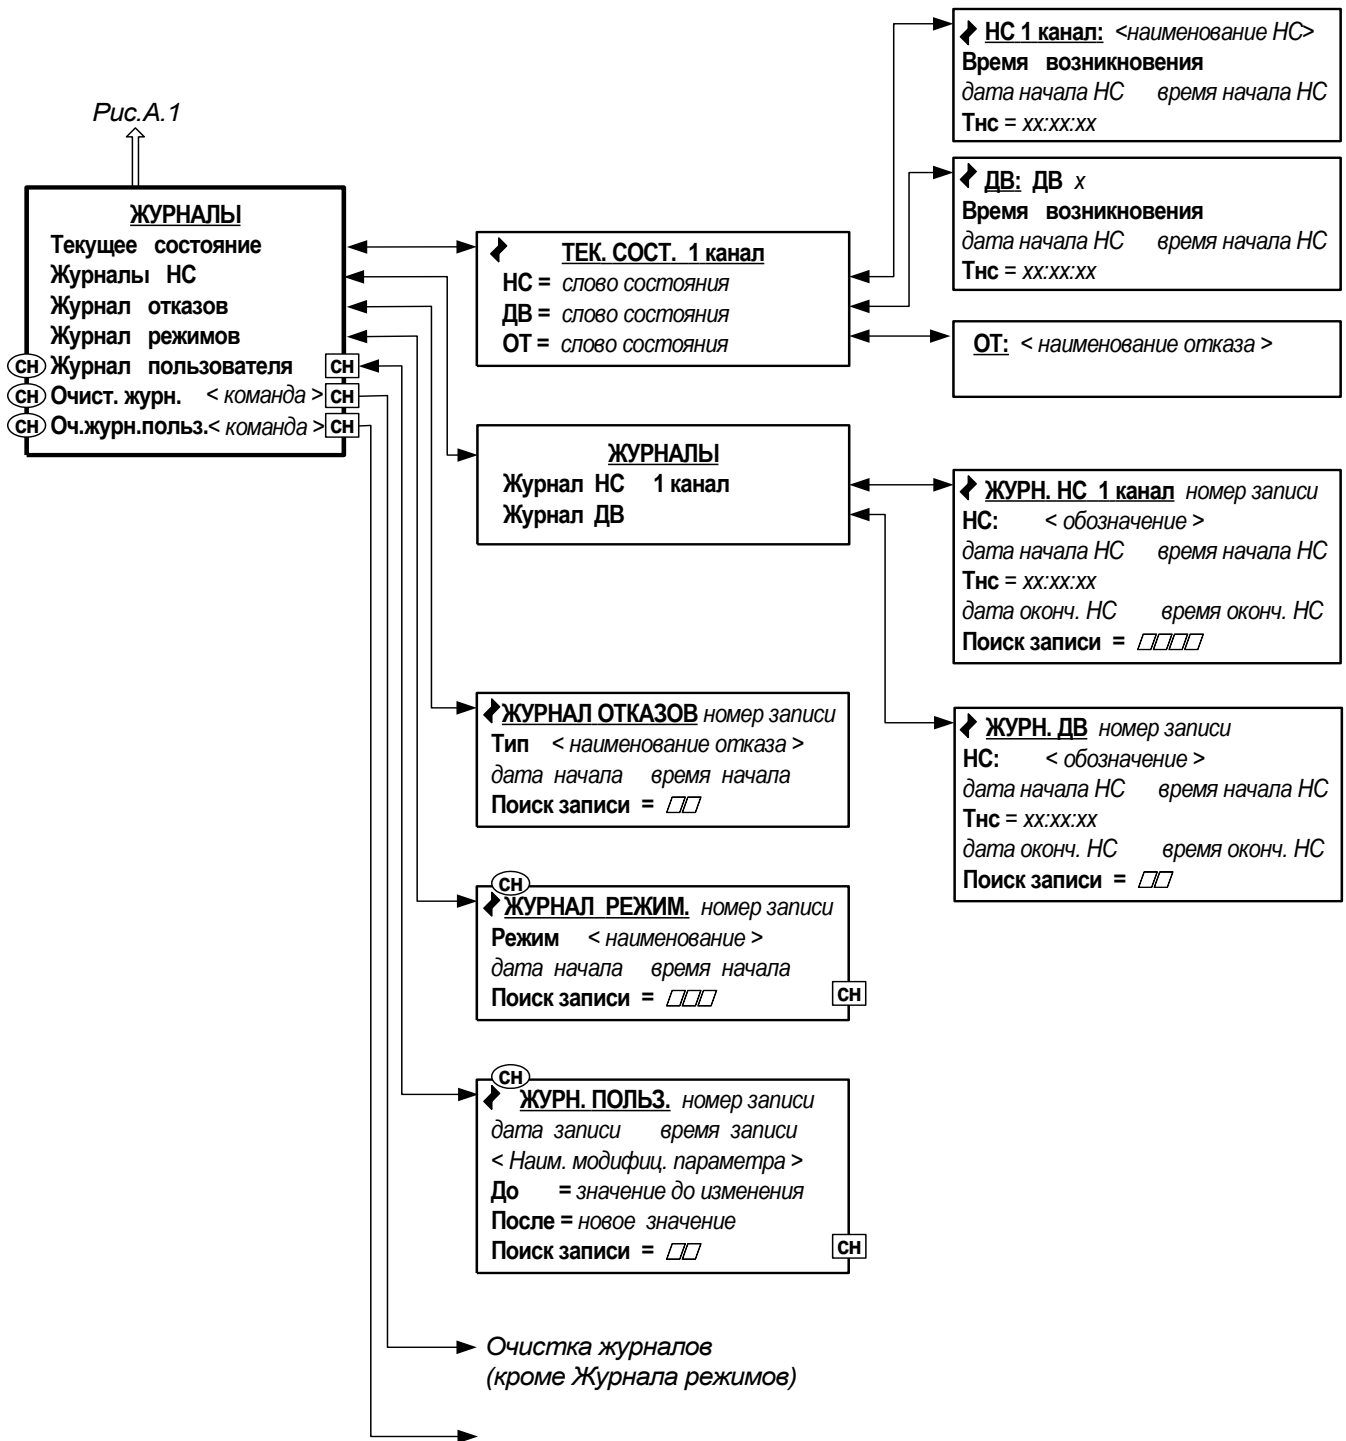 Рис.А.1
ЖУРНАЛЫ
Текущее состояние
Журналы НС
Журнал отказов
Журнал режимов
СН Журнал пользователя СН
СН Очист. журн. < команда > СН
СН Оч.журн.польз.< команда > СН
ТЕК. СОСТ. 1 канал
НС = слово состояния
ДВ = слово состояния
ОТ = слово состояния
НС 1 канал: <наименование НС>
Время возникновения
дата начала НС время начала НС
Тнс = xx:xx:xx
ДВ: ДВ x
Время возникновения
дата начала НС время начала НС
Тнс = xx:xx:xx
ОТ: < наименование отказа >
ЖУРНАЛЫ
Журнал НС 1 канал
Журнал ДВ
ЖУРН. НС 1 канал номер записи
НС: < обозначение >
дата начала НС время начала НС
Тнс = xx:xx:xx
дата оконч. НС время оконч. НС
Поиск записи =
ЖУРН. ДВ номер записи
НС: < обозначение >
дата начала НС время начала НС
Тнс = xx:xx:xx
дата оконч. НС время оконч. НС
Поиск записи =
ЖУРНАЛ ОТКАЗОВ номер записи
Тип < наименование отказа >
дата начала время начала
Поиск записи =
СН
ЖУРНАЛ РЕЖИМ. номер записи
Режим < наименование >
дата начала время начала
Поиск записи =
СН
СН
ЖУРН. ПОЛЬЗ. номер записи
дата записи время записи
< Наим. модифиц. параметра >
До = значение до изменения
После = новое значение
Поиск записи =
СН
Очистка журналов
(кроме Журнала режимов)